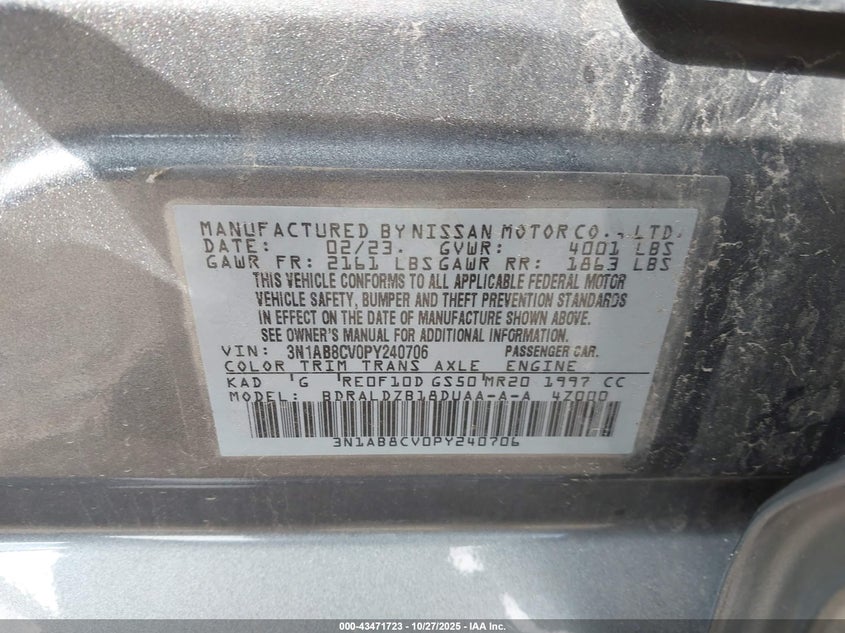 MANUFACTURED BY NISSAN MOTOR CO., LTD.
DATE: 02/23. GVWR: 4001 LBS
GAWR FR: 2161 LBS GAWR RR: 1863 LBS
THIS VEHICLE CONFORMS TO ALL APPLICABLE FEDERAL MOTOR
VEHICLE SAFETY, BUMPER AND THEFT PREVENTION STANDARDS
IN EFFECT ON THE DATE OF MANUFACTURE SHOWN ABOVE.
SEE OWNER'S MANUAL FOR ADDITIONAL INFORMATION.
VIN: 3N1AB8CV0PY240706 PASSENGER CAR.
COLOR TRIM TRANS AXLE ENGINE
KAD 'G 'RE0F10D GS50'MR20 1997 CC
MODEL: BDRALDZB18DUAA-A-A 4Z000
3N1AB8CV0PY240706
000-43471723 | 10/27/2025 | IAA Inc.